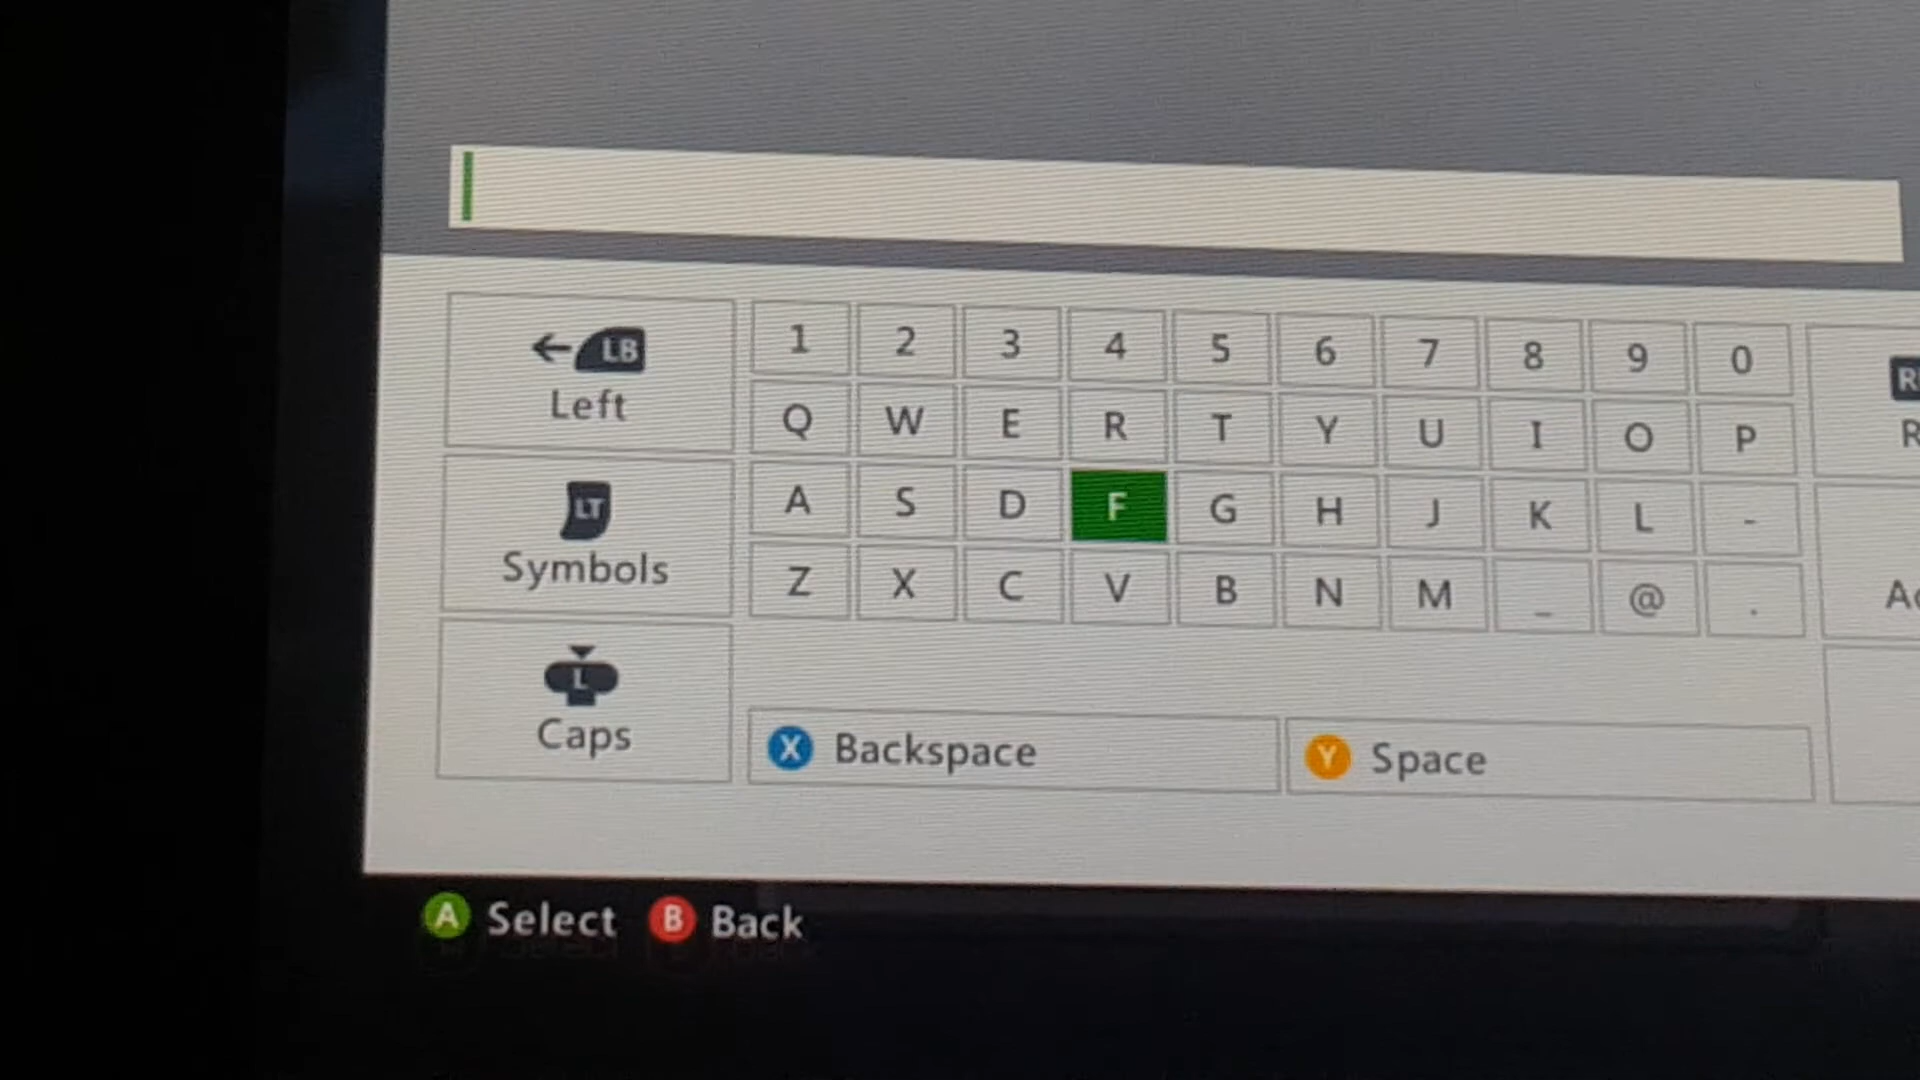 LB
Left
LT
Symbols
L
Caps
1 2 3 4 5 6 7 8 9 0
Q W E R T Y U I O P
A S D F G H J K L -
Z X C V B N M _ @ .
X Backspace Y Space
A Select B Back